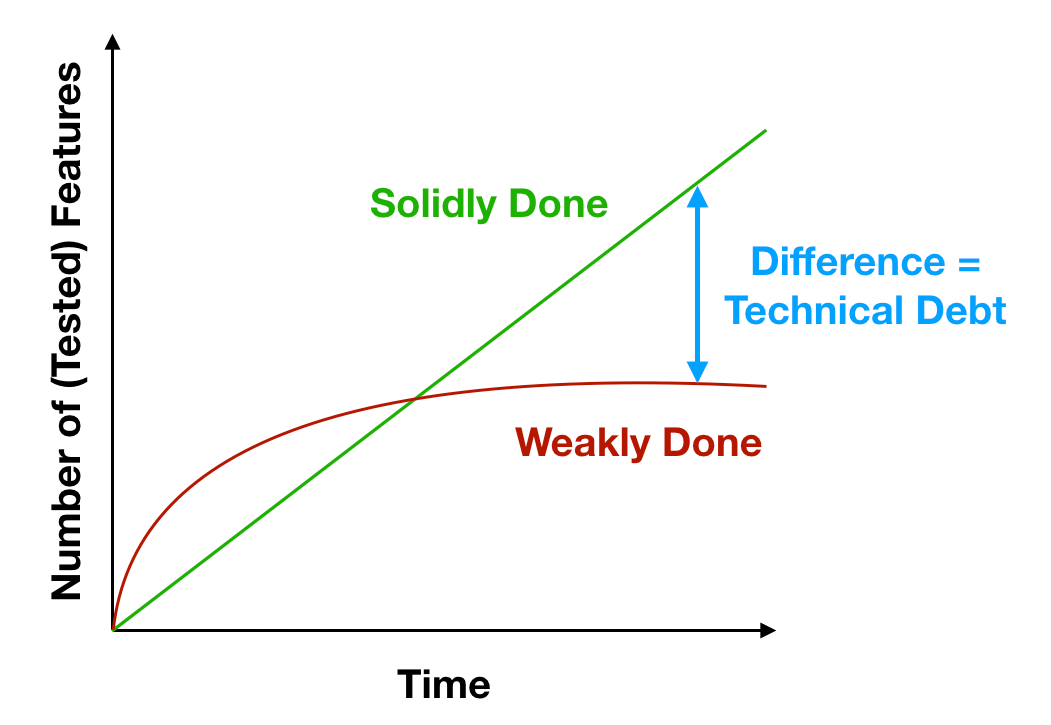 Number of (Tested) Features
Solidly Done
Difference =
Technical Debt
Weakly Done
Time